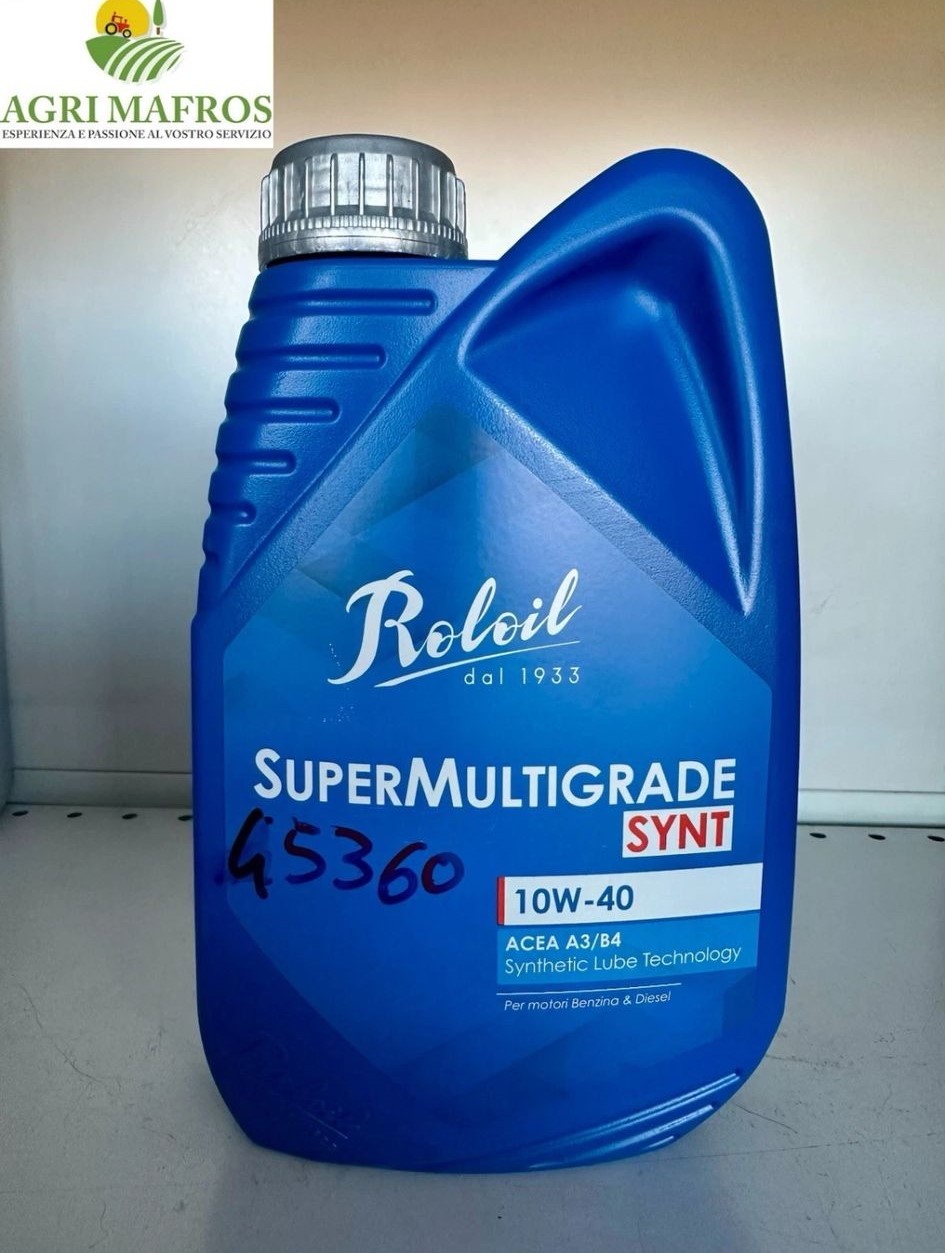 AGRI MAFROS
ESPERIENZA E PASSIONE AL VOSTRO SERVIZIO
Roloil
dal 1933
SUPERMULTIGRADE
SYNT
45360
10W-40
ACEA A3/B4
Synthetic Lube Technology
Per motori Benzina & Diesel